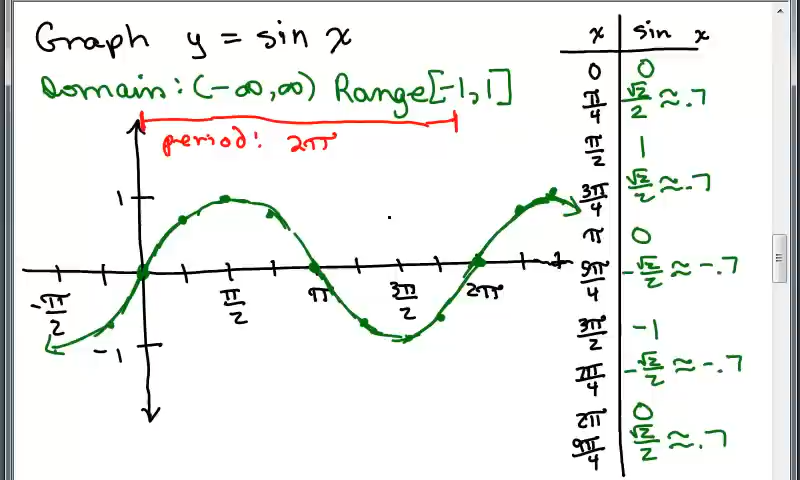 Graph y = sin x
Domain: (-∞,∞) Range[-1,1]
period: 2π
1
-1
-π/2 π/2 π 3π/2 2π
x sin x
0 0
π/4 √2/2 ≈ .7
π/2 1
3π/4 √2/2 ≈ .7
π 0
5π/4 -√2/2 ≈ -.7
3π/2 -1
7π/4 -√2/2 ≈ -.7
2π 0
9π/4 √2/2 ≈ .7